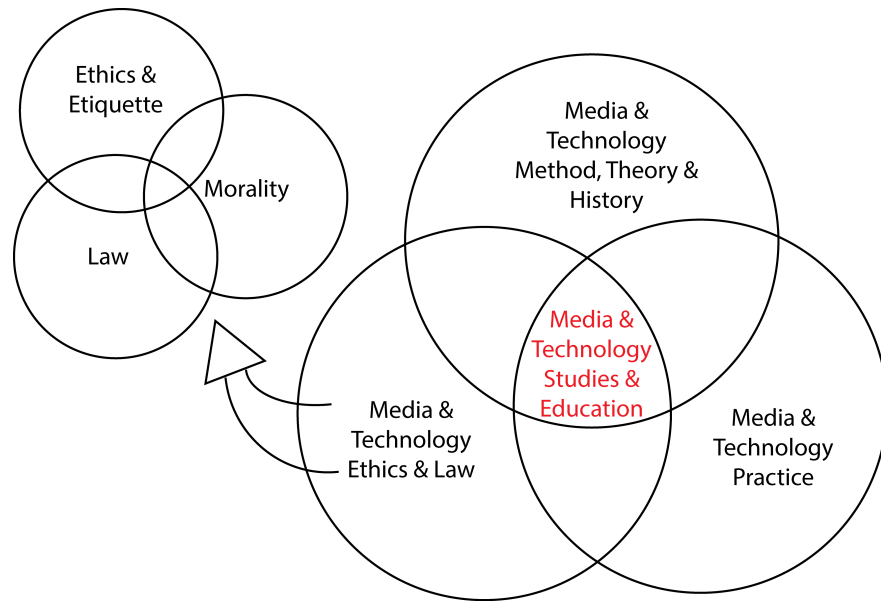 Ethics &
Etiquette
Morality
Law
Media &
Technology
Method, Theory &
History
Media &
Technology
Studies &
Education
Media &
Technology
Ethics & Law
Media &
Technology
Practice